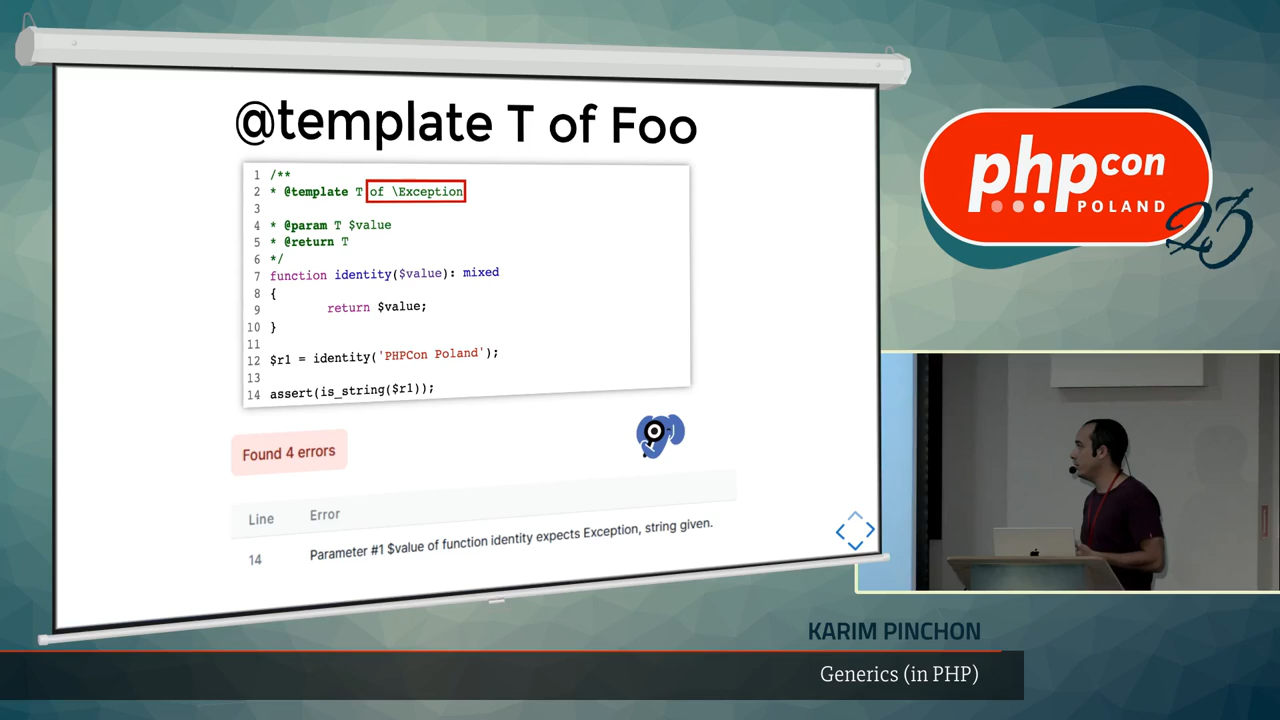 @template T of Foo
1 /**
2 * @template T of \Exception
3
4 * @param T $value
5 * @return T
6 */
7 function identity($value): mixed
8 {
9 return $value;
10 }
11
12 $r1 = identity('PHPCon Poland');
13
14 assert(is_string($r1));
Found 4 errors
Line Error
14 Parameter #1 $value of function identity expects Exception, string given.
php con
POLAND
23
KARIM PINCHON
Generics (in PHP)